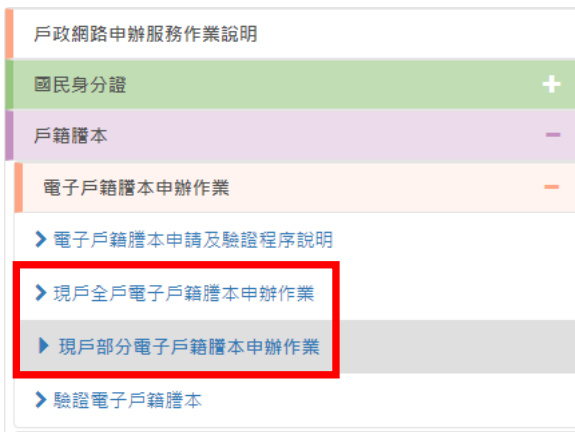 戶政網路申辦服務作業說明
國民身分證
戶籍謄本
電子戶籍謄本申辦作業
電子戶籍謄本申請及驗證程序說明
現戶全戶電子戶籍謄本申辦作業
現戶部分電子戶籍謄本申辦作業
驗證電子戶籍謄本